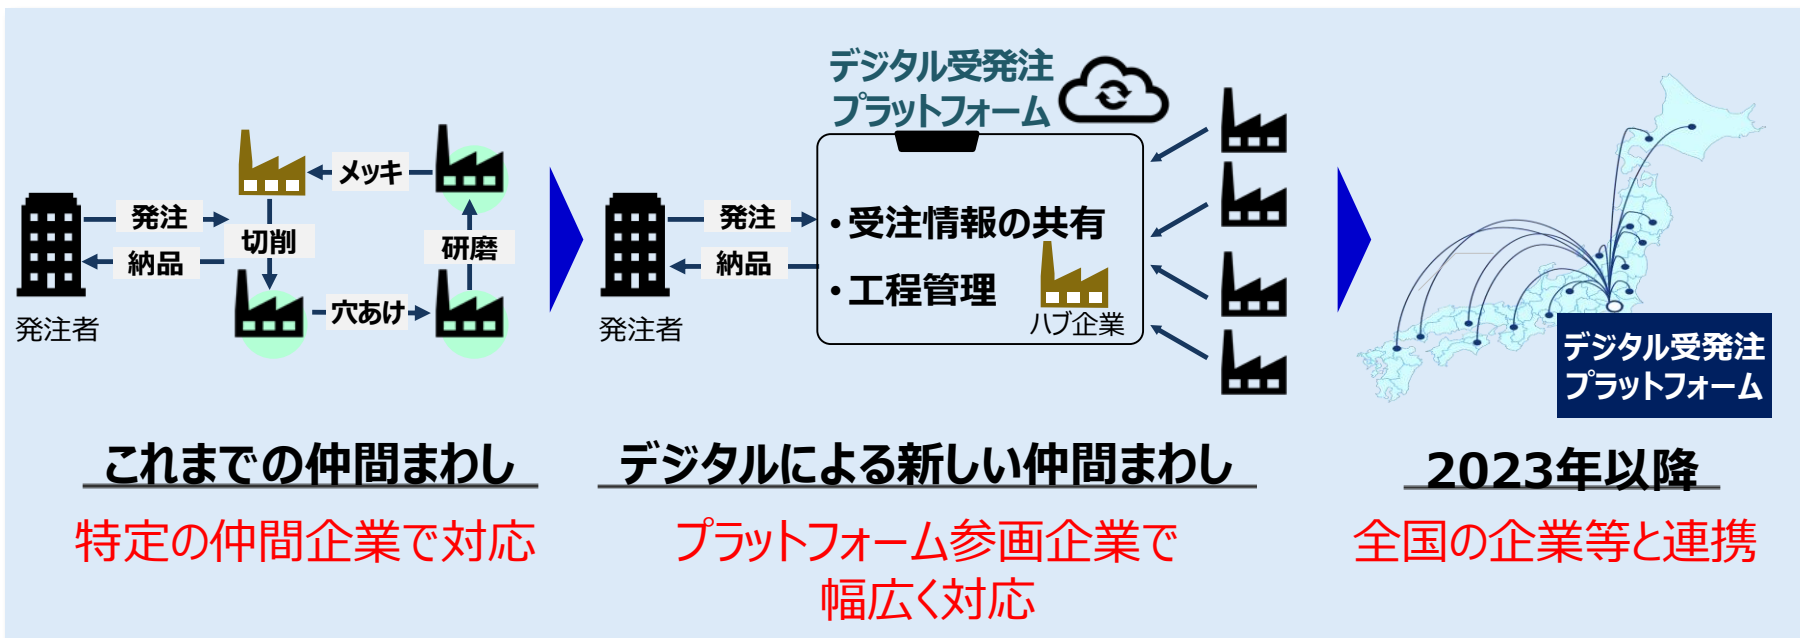 発注者
発注
納品
メッキ
切削
研磨
穴あけ
これまでの仲間まわし
特定の仲間企業で対応
デジタル受発注
プラットフォーム
発注者
発注
納品
・受注情報の共有
・工程管理
ハブ企業
デジタルによる新しい仲間まわし
プラットフォーム参画企業で
幅広く対応
デジタル受発注
プラットフォーム
2023年以降
全国の企業等と連携